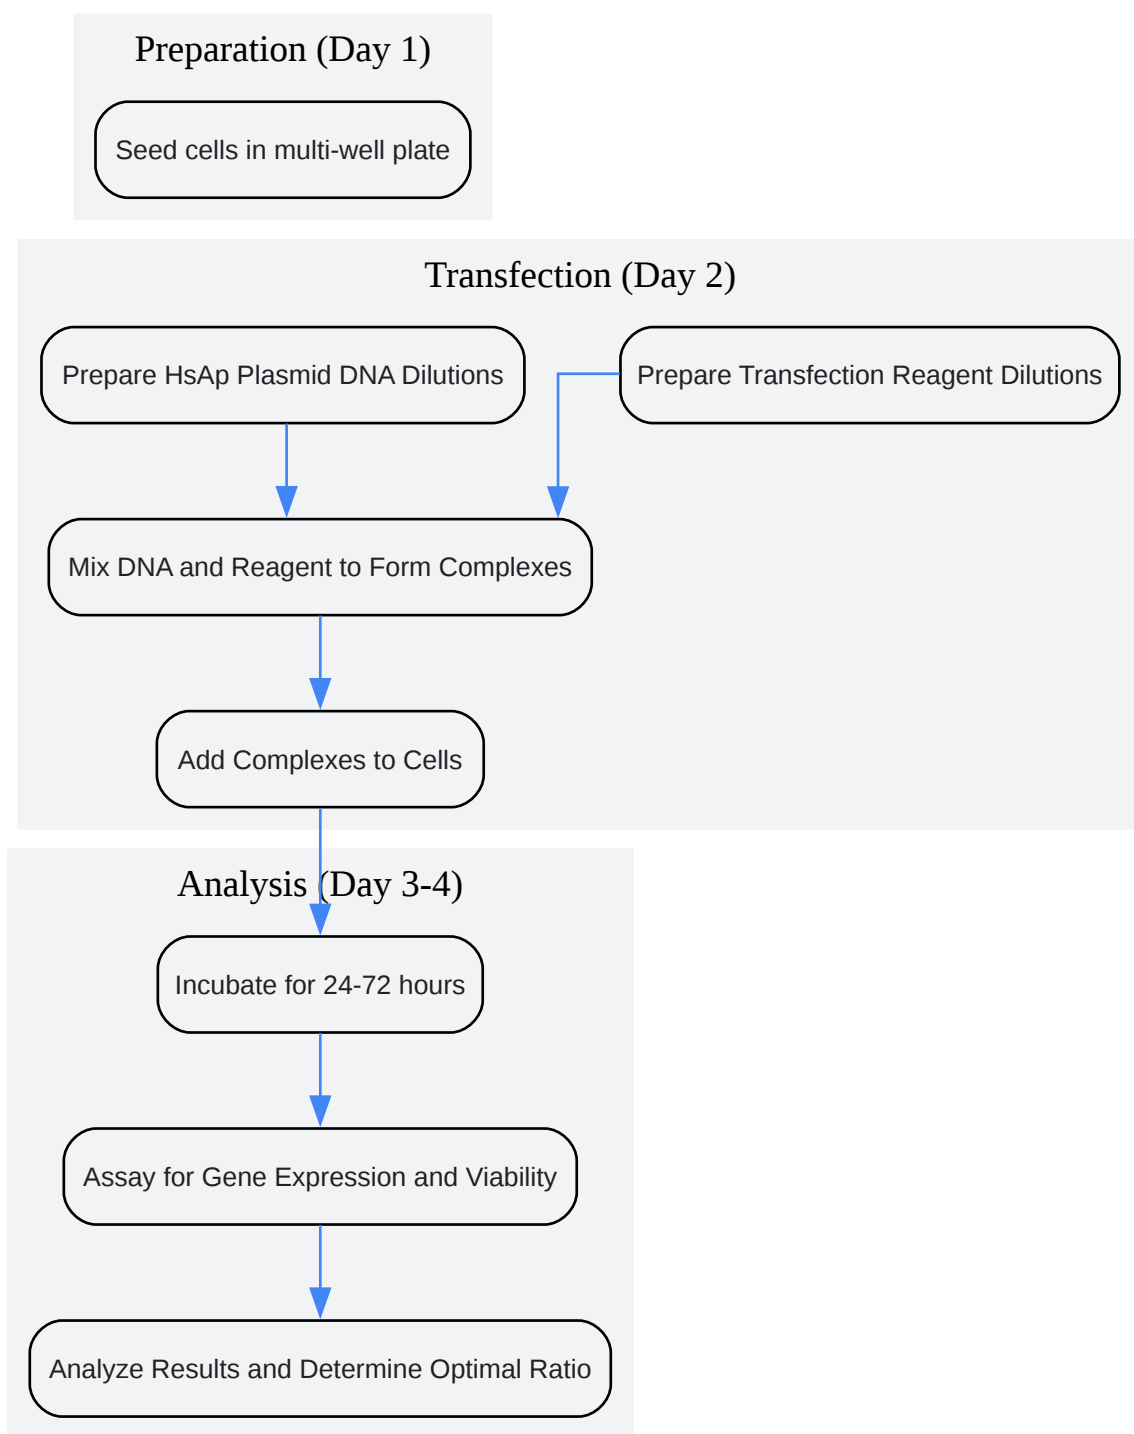 Preparation (Day 1)
Seed cells in multi-well plate
Transfection (Day 2)
Prepare HsAp Plasmid DNA Dilutions
Prepare Transfection Reagent Dilutions
Mix DNA and Reagent to Form Complexes
Add Complexes to Cells
Analysis (Day 3-4)
Incubate for 24-72 hours
Assay for Gene Expression and Viability
Analyze Results and Determine Optimal Ratio